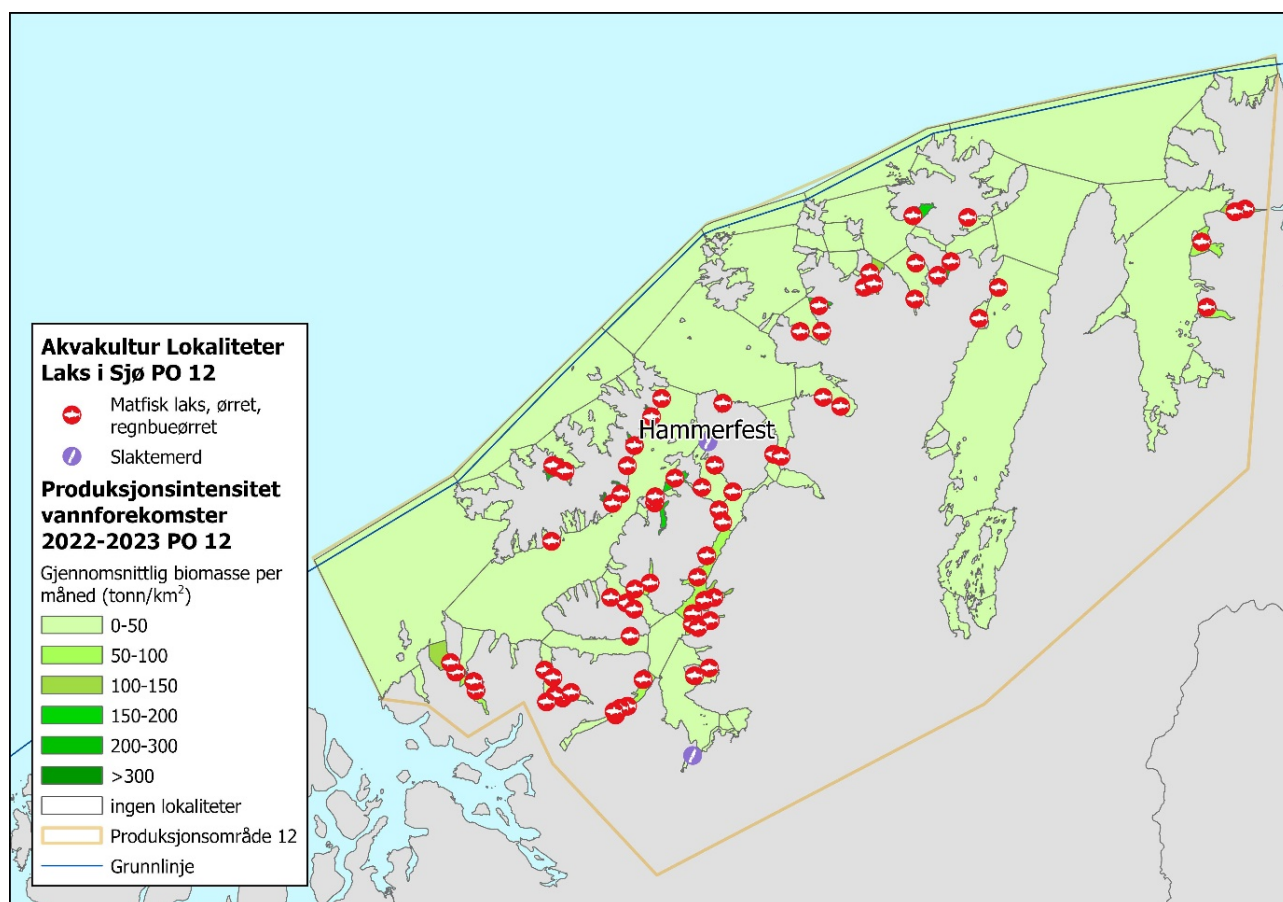 Hammerfest
Akvakultur Lokaliteter
Laks i Sjø PO 12
Matfisk laks, ørret,
regnbueørret
Slaktemerd
Produksjonsintensitet
vannforekomster
2022-2023 PO 12
Gjennomsnittlig biomasse per
måned (tonn/km²)
0-50
50-100
100-150
150-200
200-300
>300
ingen lokaliteter
Produksjonsområde 12
Grunnlinje